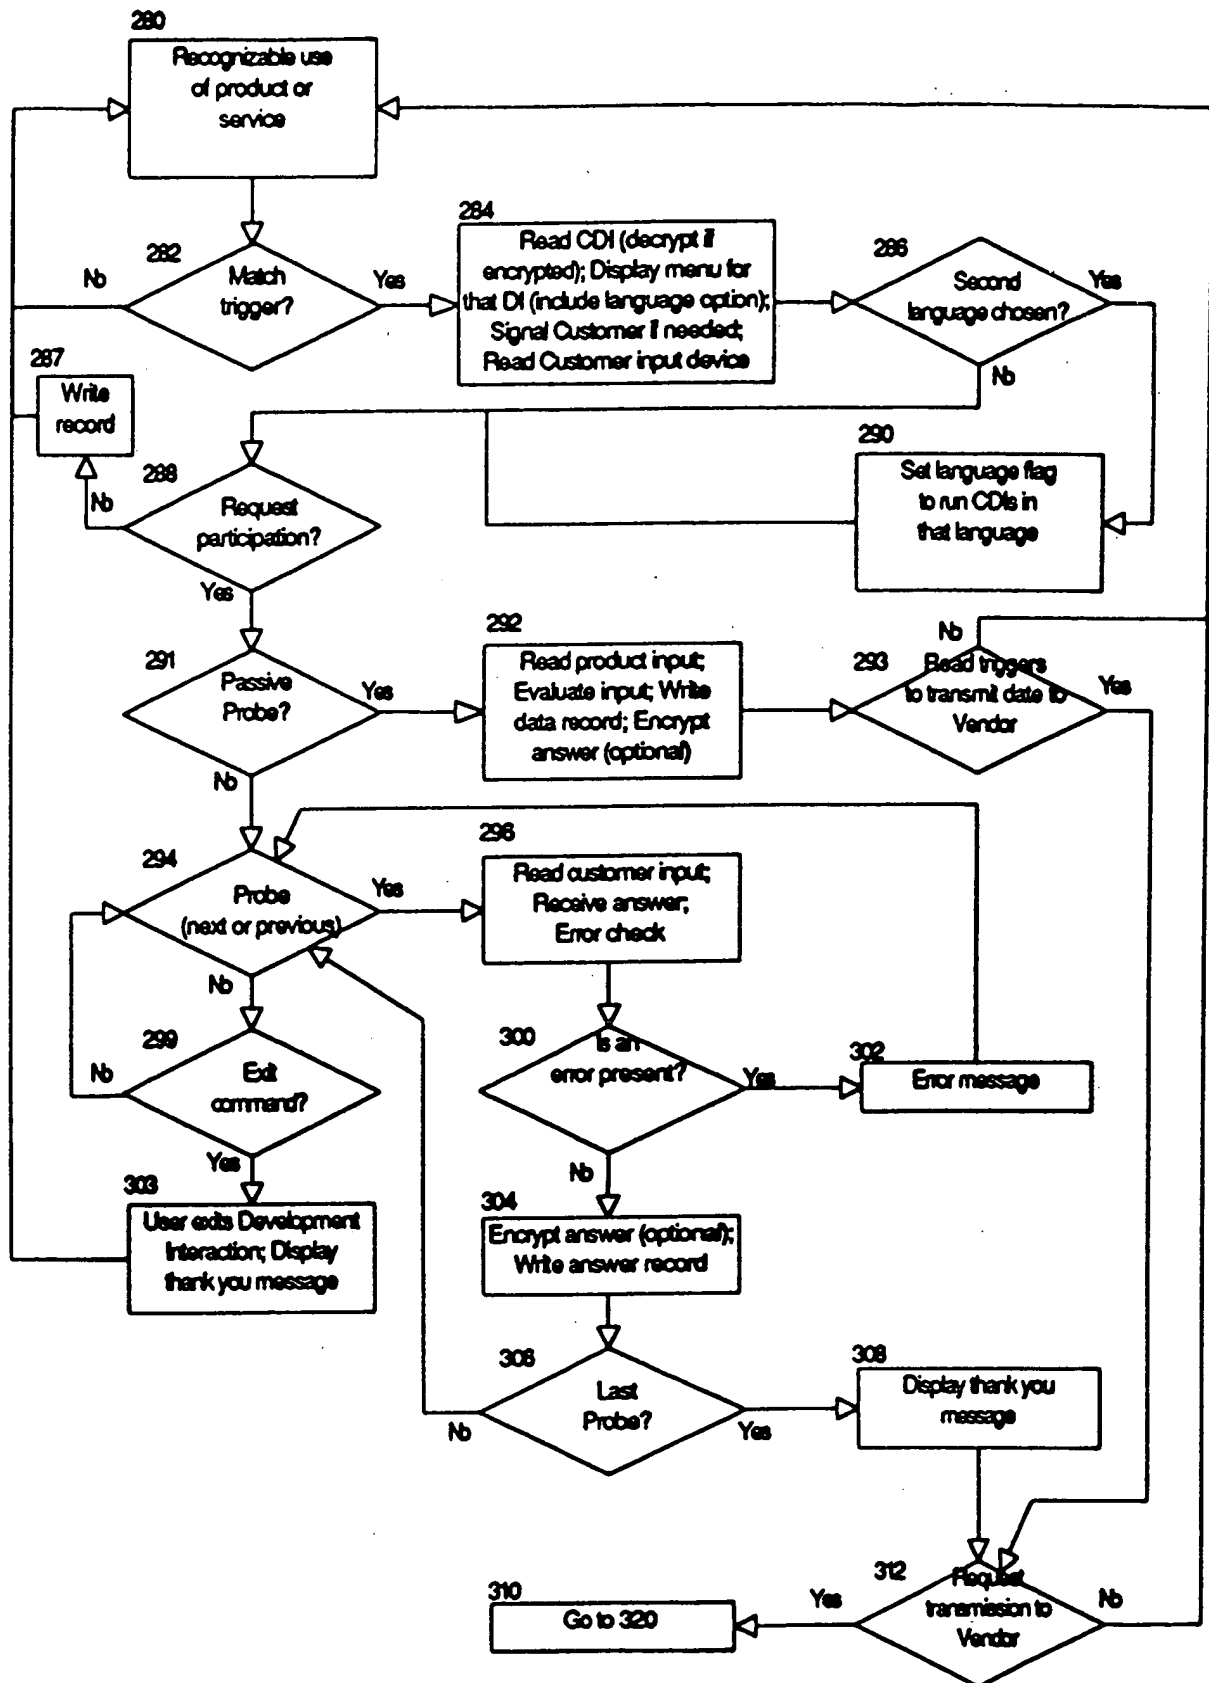 280
Recognizable use
of product or
service
282
Match
trigger?
No
Yes
284
Read CDI (decrypt if
encrypted); Display menu for
that DI (include language option);
Signal Customer if needed;
Read Customer input device
286
Second
language chosen?
Yes
No
287
Write
record
288
Request
participation?
No
Yes
290
Set language flag
to run CDIs in
that language
291
Passive
Probe?
Yes
No
292
Read product input;
Evaluate input; Write
data record; Encrypt
answer (optional)
293
Read triggers
to transmit date to
Vendor
No
Yes
294
Probe
(next or previous)
Yes
No
296
Read customer input;
Receive answer;
Error check
299
Exit
command?
No
Yes
300
Is an
error present?
Yes
No
302
Error message
303
User exits Development
Interaction; Display
thank you message
304
Encrypt answer (optional);
Write answer record
306
Last
Probe?
No
Yes
308
Display thank you
message
310
Go to 320
312
Request
transmission to
Vendor
Yes
No